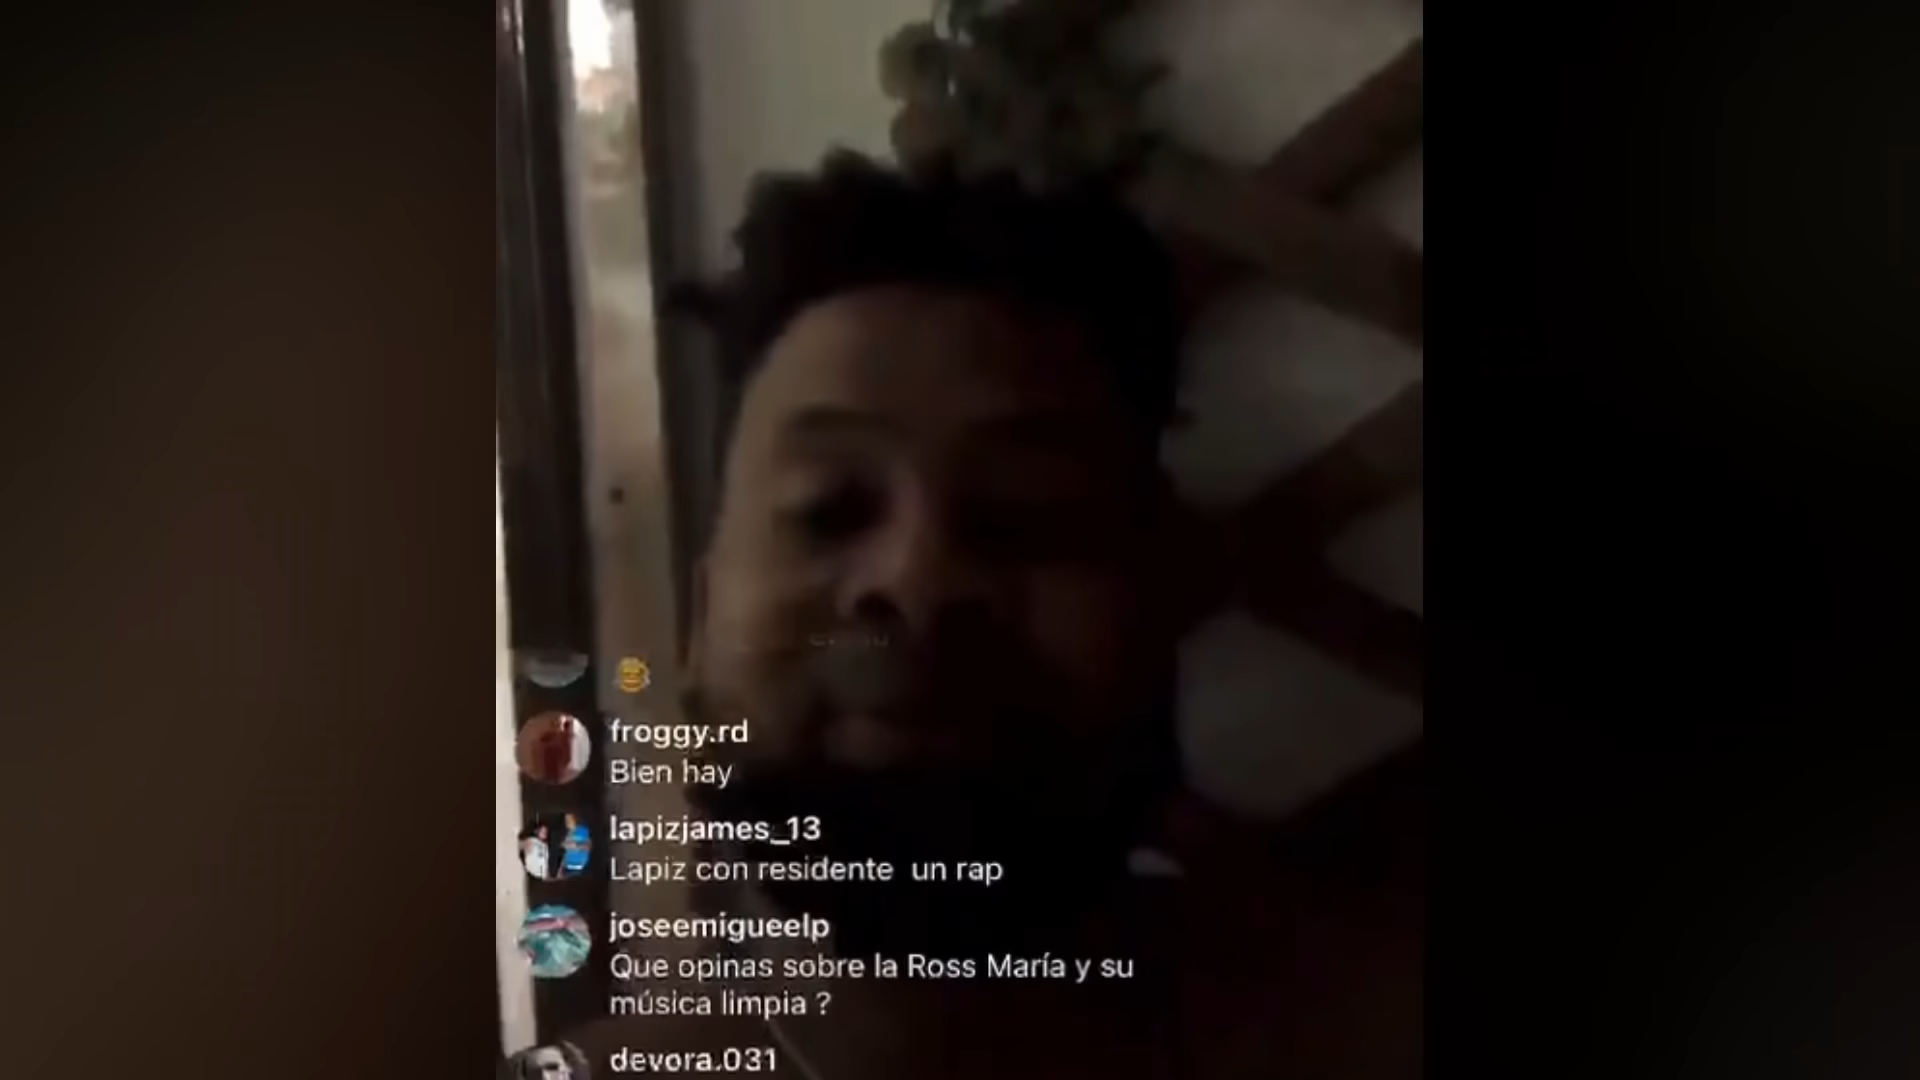 froggy.rd
Bien hay
lapizjames_13
Lapiz con residente un rap
joseemigueelp
Que opinas sobre la Ross María y su
música limpia ?
devora.031